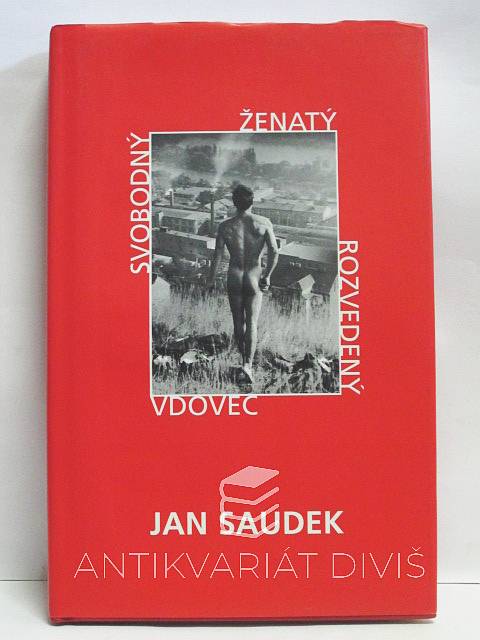 SVOBODNÝ
ŽENATÝ
ROZVEDENÝ
VDOVEC
JAN SAUDEK
ANTIKVARIÁT DIVIŠ